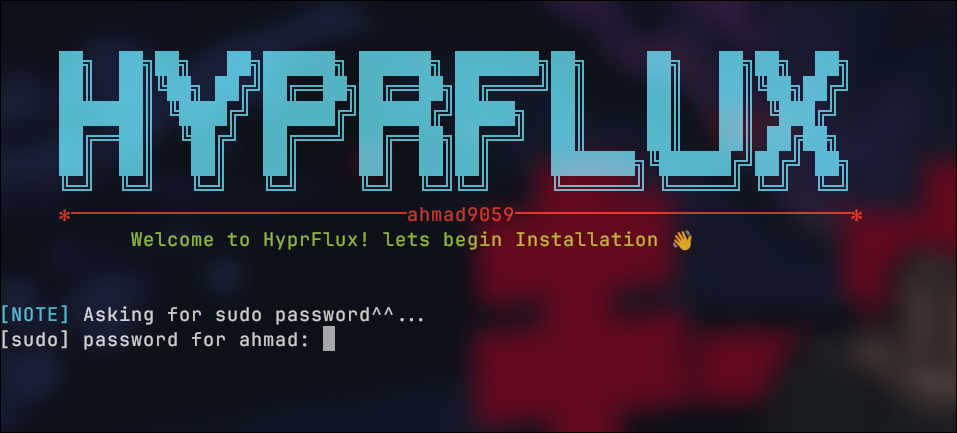 HYPRFLUX
*ahmad9059*
Welcome to HyprFlux! lets begin Installation 👋
[NOTE] Asking for sudo password^^...
[sudo] password for ahmad: